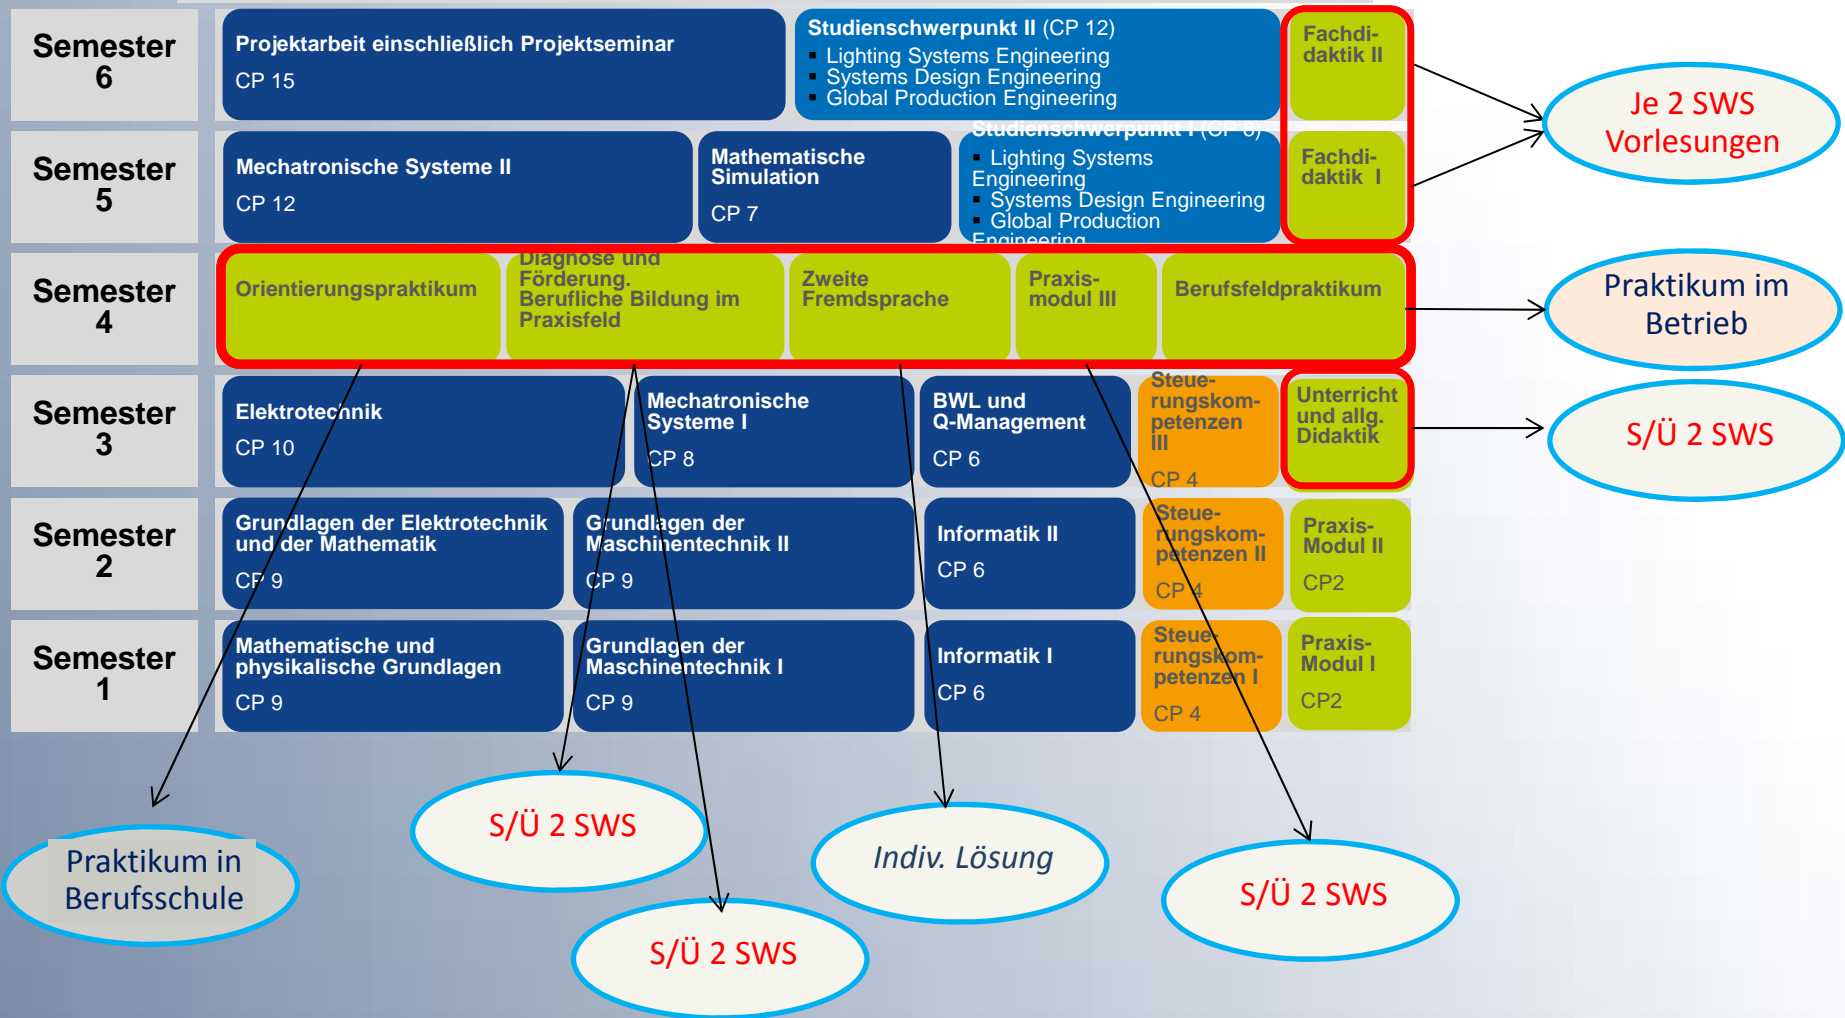 Semester
6
Projektarbeit einschließlich Projektseminar
CP 15
Studienschwerpunkt II (CP 12)
▪ Lighting Systems Engineering
▪ Systems Design Engineering
▪ Global Production Engineering
Fachdi-
daktik II
Je 2 SWS
Vorlesungen
Semester
5
Mechatronische Systeme II
CP 12
Mathematische
Simulation
CP 7
Studienschwerpunkt I (CP 8)
▪ Lighting Systems
Engineering
▪ Systems Design Engineering
▪ Global Production
Engineering
Fachdi-
daktik I
Semester
4
Orientierungspraktikum
Diagnose und
Förderung.
Berufliche Bildung im
Praxisfeld
Zweite
Fremdsprache
Praxis-
modul III
Berufsfeldpraktikum
Praktikum im
Betrieb
Semester
3
Elektrotechnik
CP 10
Mechatronische
Systeme I
CP 8
BWL und
Q-Management
CP 6
Steue-
rungskom-
petenzen
III
CP 4
Unterricht
und allg.
Didaktik
S/Ü 2 SWS
Semester
2
Grundlagen der Elektrotechnik
und der Mathematik
CP 9
Grundlagen der
Maschinentechnik II
CP 9
Informatik II
CP 6
Steue-
rungskom-
petenzen II
CP 4
Praxis-
Modul II
CP2
Semester
1
Mathematische und
physikalische Grundlagen
CP 9
Grundlagen der
Maschinentechnik I
CP 9
Informatik I
CP 6
Steue-
rungskom-
petenzen I
CP 4
Praxis-
Modul I
CP2
Praktikum in
Berufsschule
S/Ü 2 SWS
S/Ü 2 SWS
Indiv. Lösung
S/Ü 2 SWS